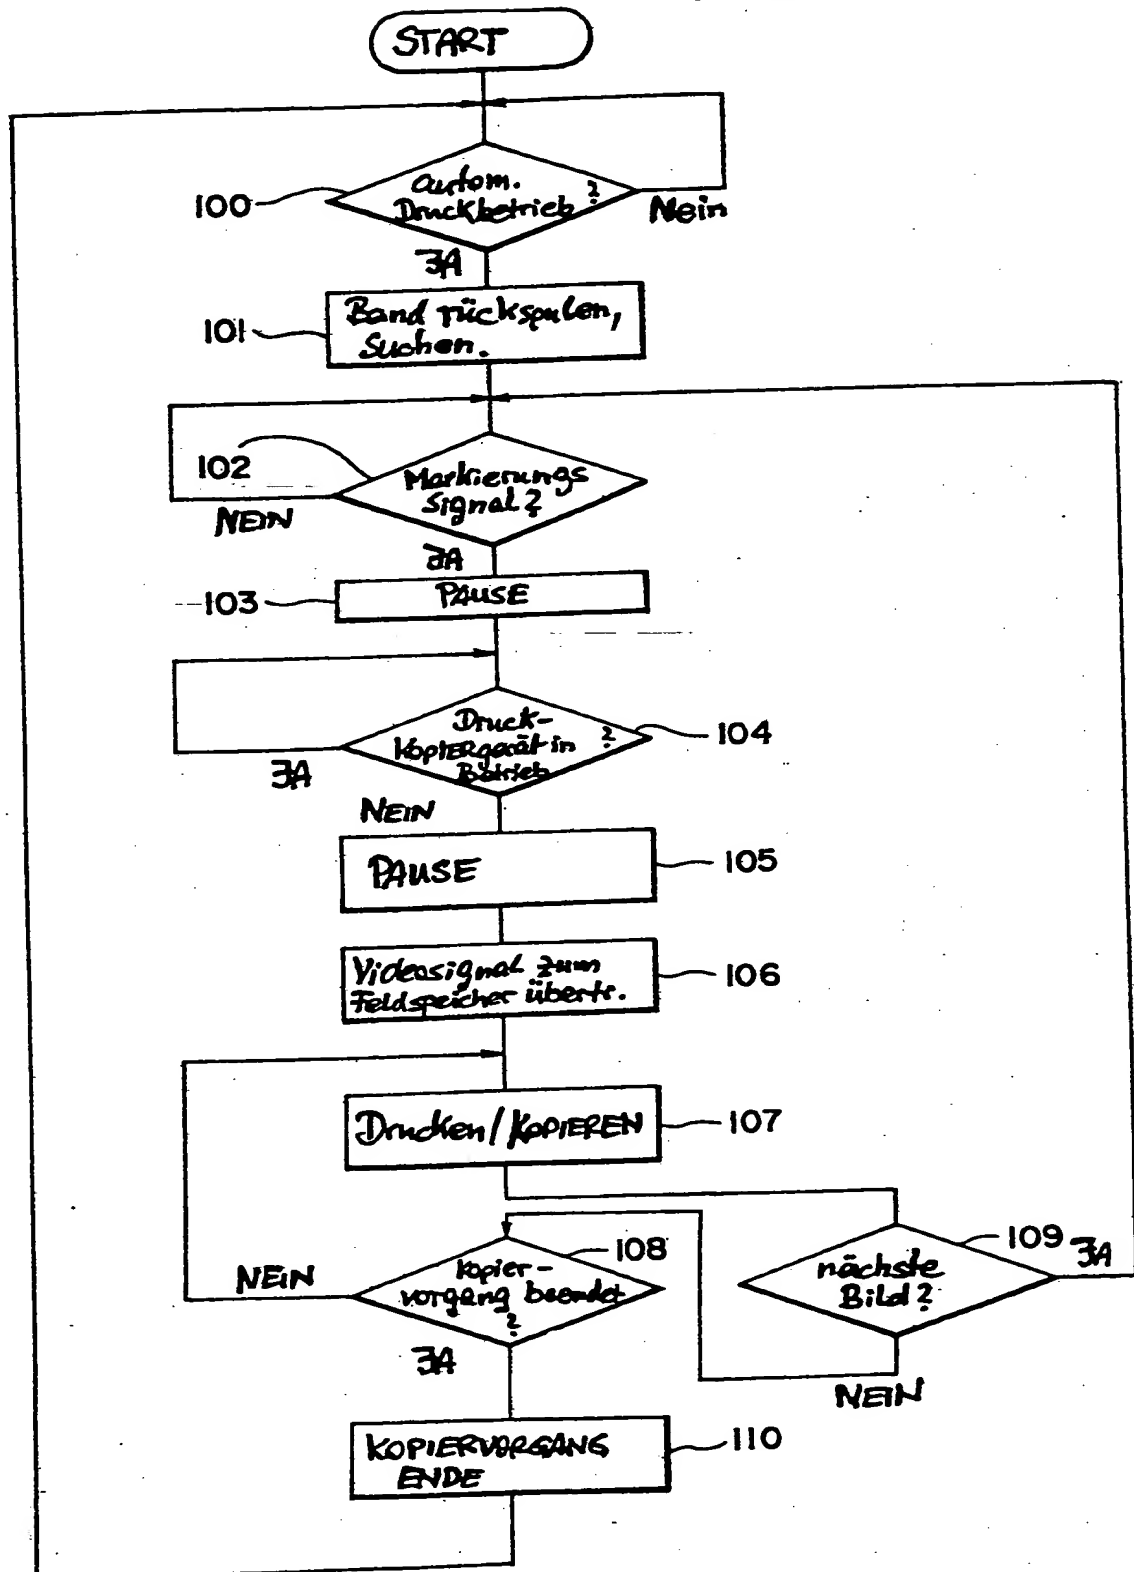 START
autom.
Druckbetrieb ?
100
Nein
JA
Band rückspulen,
Suchen.
101
102
Markierungs
Signal?
NEIN
JA
103
PAUSE
Druck-
KOPIERgerät in
Betrieb ?
104
JA
NEIN
PAUSE
105
Videosignal zum
Feldspeicher übertr.
106
Drucken/KOPIEREN
107
108
Kopier-
vorgang beendet
?
NEIN
JA
109
nächste
Bild?
JA
NEIN
KOPIERVORGANG
ENDE
110